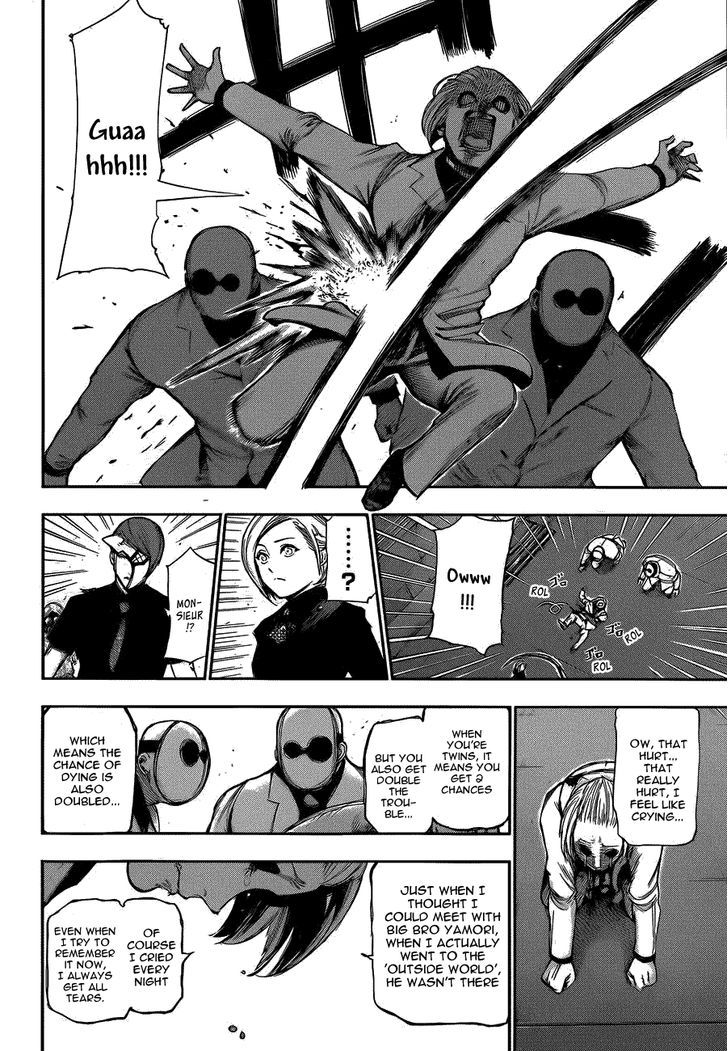 Guaa
hhh!!!
Owww
!!!
ゴロ
ROL
ROL
ゴロ
ROL
......
?
MON-
SIEUR!?
OW, THAT
HURT...
THAT
REALLY
HURT, I
FEEL LIKE
CRYING...
WHEN
YOU'RE
TWINS, IT
MEANS YOU
GET 2
CHANCES
BUT YOU
ALSO GET
DOUBLE
THE
TROU-
BLE...
WHICH
MEANS THE
CHANCE OF
DYING IS
ALSO
DOUBLED...
JUST WHEN I
THOUGHT I
COULD MEET WITH
BIG BRO YAMORI,
WHEN I ACTUALLY
WENT TO THE
'OUTSIDE WORLD',
HE WASN'T THERE
OF
COURSE
I CRIED
EVERY
NIGHT
EVEN WHEN
I TRY TO
REMEMBER
IT NOW,
I ALWAYS
GET ALL
TEARS.